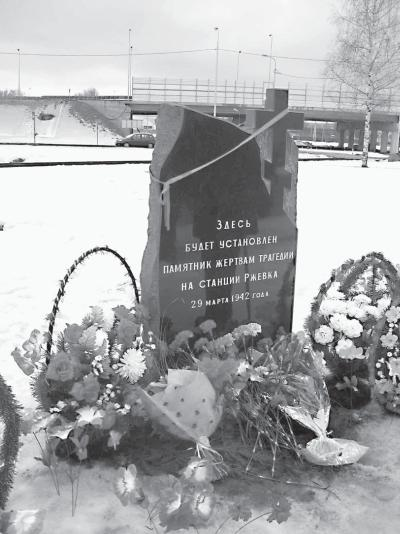 Здесь
будет установлен
памятник жертвам трагедии
на станции Ржевка
29 марта 1942 года